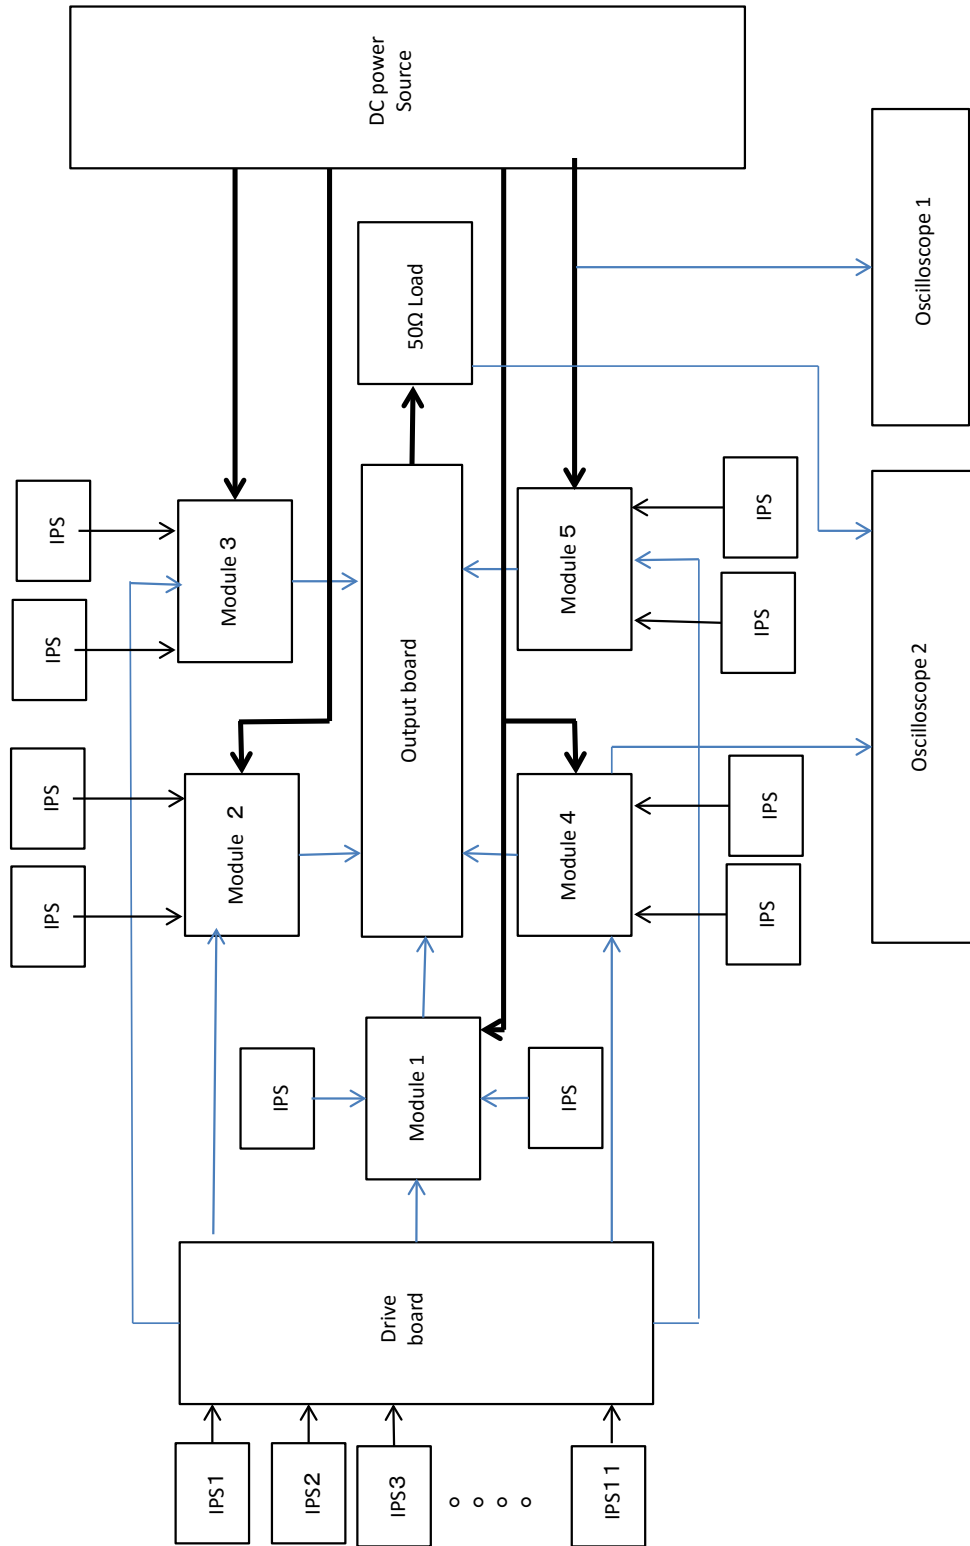 DC power
Source
50Ω Load
Oscilloscope 1
IPS
IPS
Module 3
Module 5
IPS
IPS
Output board
Oscilloscope 2
IPS
IPS
Module 2
Module 4
IPS
IPS
IPS
Module 1
IPS
Drive
board
IPS1
IPS2
IPS3
IPS11